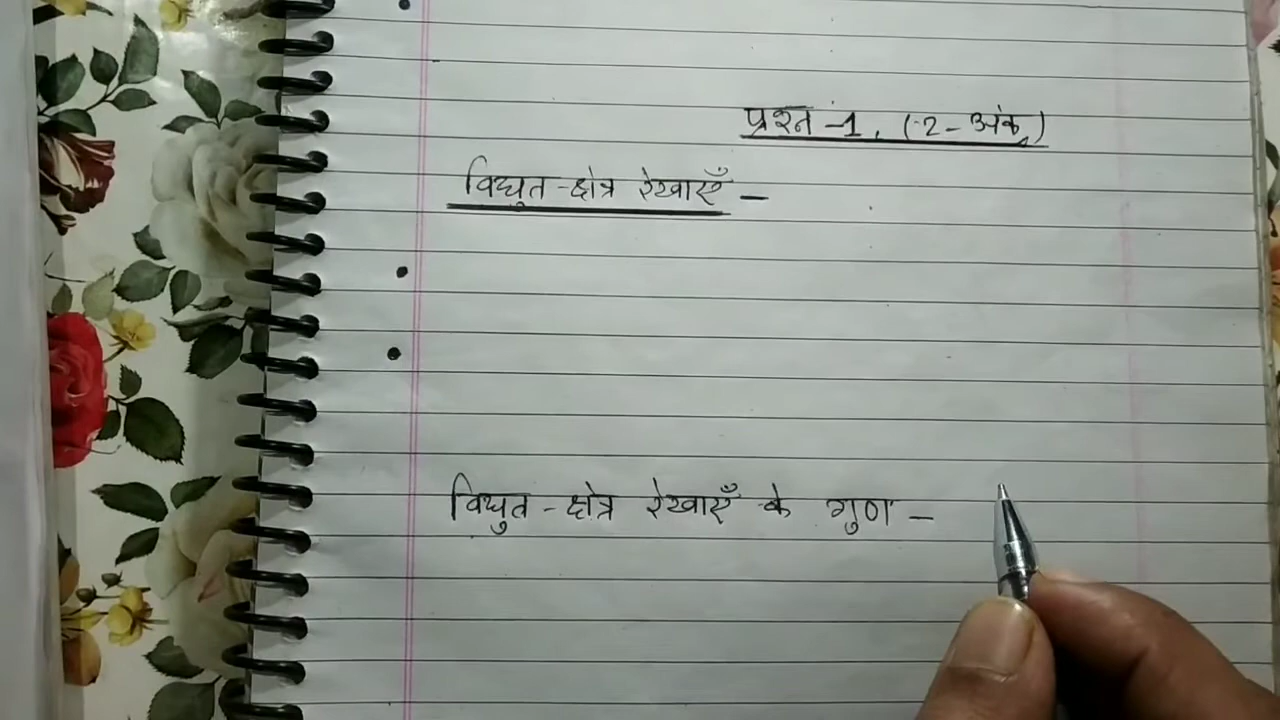 प्रश्न -1. (2-अंक)
विधुत-क्षेत्र रेखाएँ -
विधुत-क्षेत्र रेखाएँ के गुण -